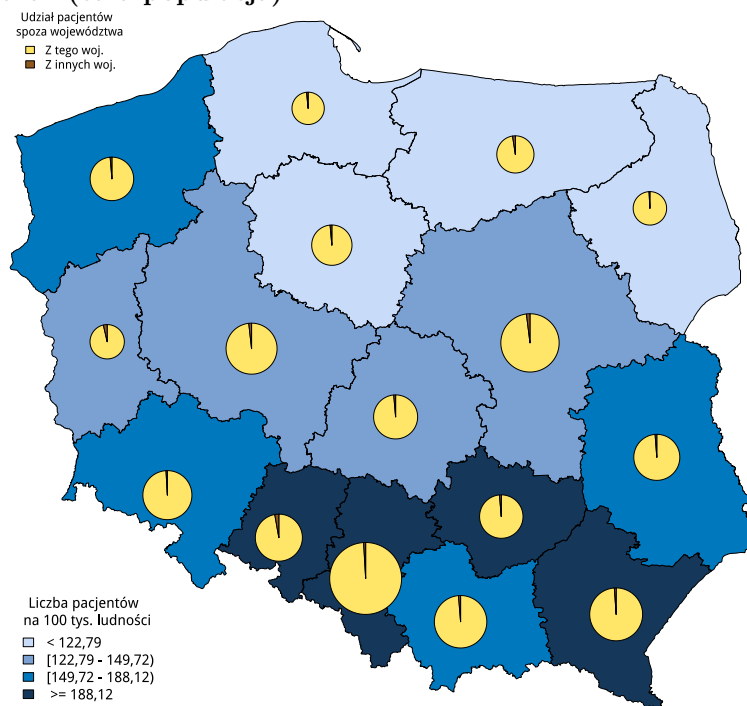 Udział pacjentów
spoza województwa
Z tego woj.
Z innych woj.
Liczba pacjentów
na 100 tys. ludności
< 122,79
[122,79 - 149,72)
[149,72 - 188,12)
>= 188,12